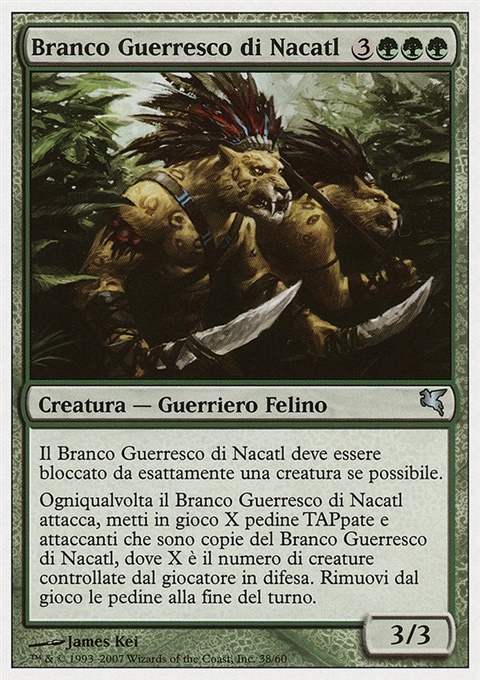 Branco Guerresco di Nacatl 3
Creatura — Guerriero Felino
Il Branco Guerresco di Nacatl deve essere
bloccato da esattamente una creatura se possibile.
Ogniqualvolta il Branco Guerresco di Nacatl
attacca, metti in gioco X pedine TAPpate e
attaccanti che sono copie del Branco Guerresco
di Nacatl, dove X è il numero di creature
controllate dal giocatore in difesa. Rimuovi dal
gioco le pedine alla fine del turno.
3/3
James Kei
™ & © 1993–2007 Wizards of the Coast, Inc. 38/60